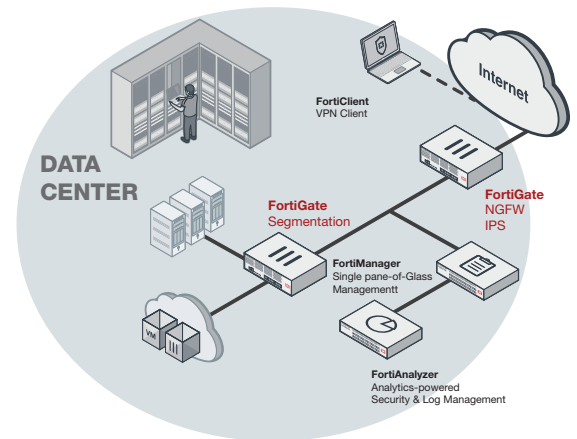 FortiClient
VPN Client
Internet
DATA
CENTER
FortiGate
NGFW
IPS
FortiGate
Segmentation
FortiManager
Single pane-of-Glass
Managementt
VM
FortiAnalyzer
Analytics-powered
Security & Log Management